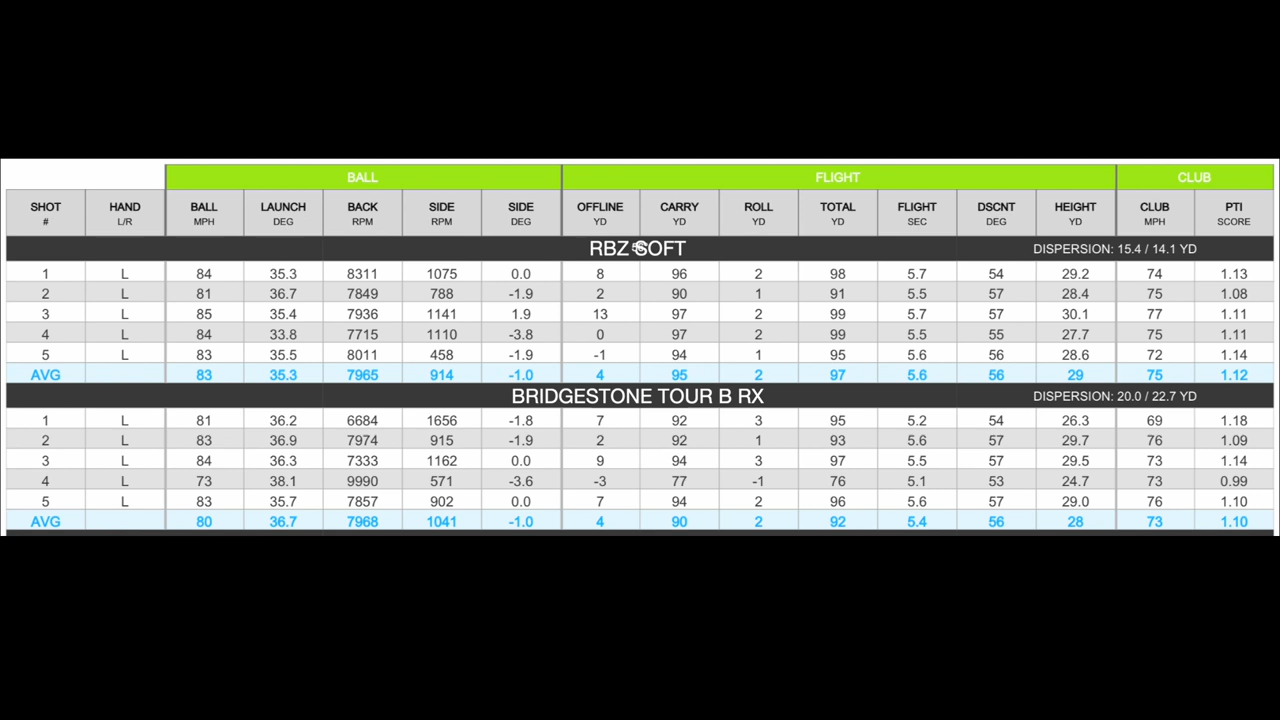 BALL FLIGHT CLUB
SHOT HAND BALL LAUNCH BACK SIDE SIDE OFFLINE CARRY ROLL TOTAL FLIGHT DSCNT HEIGHT CLUB PTI
# L/R MPH DEG RPM RPM DEG YD YD YD YD SEC DEG YD MPH SCORE
RBZ SOFT DISPERSION: 15.4 / 14.1 YD
1 L 84 35.3 8311 1075 0.0 8 96 2 98 5.7 54 29.2 74 1.13
2 L 81 36.7 7849 788 -1.9 2 90 1 91 5.5 57 28.4 75 1.08
3 L 85 35.4 7936 1141 1.9 13 97 2 99 5.7 57 30.1 77 1.11
4 L 84 33.8 7715 1110 -3.8 0 97 2 99 5.5 55 27.7 75 1.11
5 L 83 35.5 8011 458 -1.9 -1 94 1 95 5.6 56 28.6 72 1.14
AVG 83 35.3 7965 914 -1.0 4 95 2 97 5.6 56 29 75 1.12
BRIDGESTONE TOUR B RX DISPERSION: 20.0 / 22.7 YD
1 L 81 36.2 6684 1656 -1.8 7 92 3 95 5.2 54 26.3 69 1.18
2 L 83 36.9 7974 915 -1.9 2 92 1 93 5.6 57 29.7 76 1.09
3 L 84 36.3 7333 1162 0.0 9 94 3 97 5.5 57 29.5 73 1.14
4 L 73 38.1 9990 571 -3.6 -3 77 -1 76 5.1 53 24.7 73 0.99
5 L 83 35.7 7857 902 0.0 7 94 2 96 5.6 57 29.0 76 1.10
AVG 80 36.7 7968 1041 -1.0 4 90 2 92 5.4 56 28 73 1.10